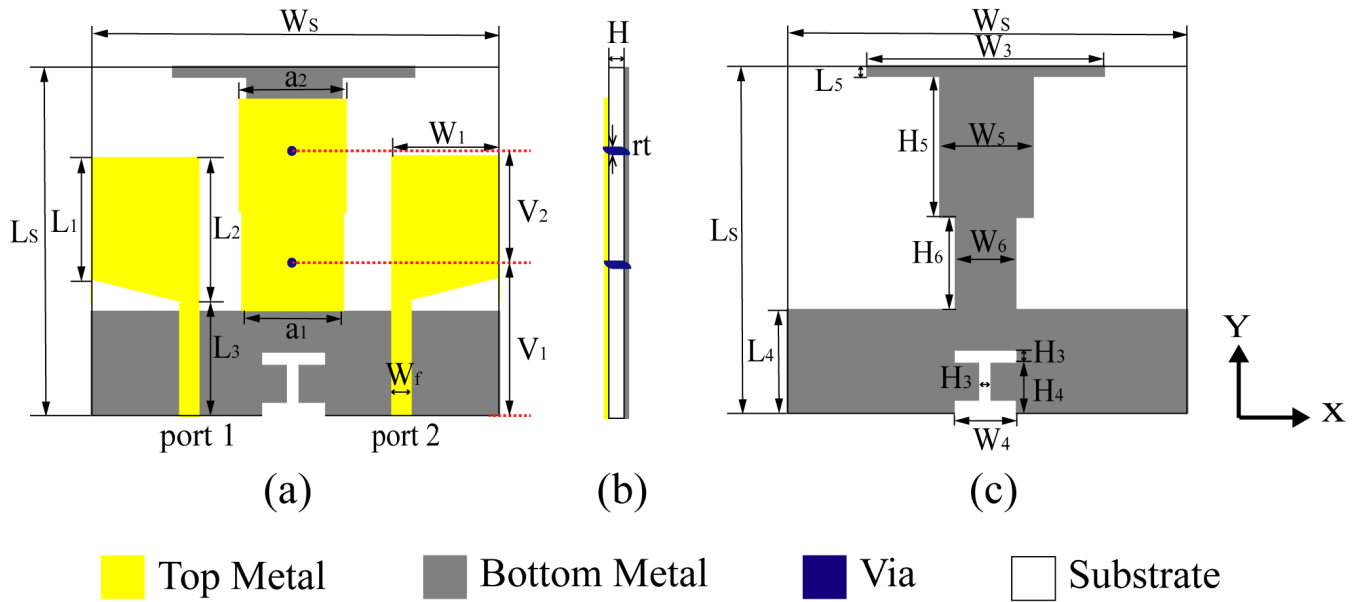 Wₛ
H
Wₛ
W₃
a₂
L₅
W₁
rt
H₅
W₅
L₁
L₂
V₂
Lₛ
Lₛ
H₆
W₆
a₁
L₃
V₁
L₄
W_f
H₃
H₃
H₄
Y
X
W₄
port 1
port 2
(a)
(b)
(c)
Top Metal
Bottom Metal
Via
Substrate